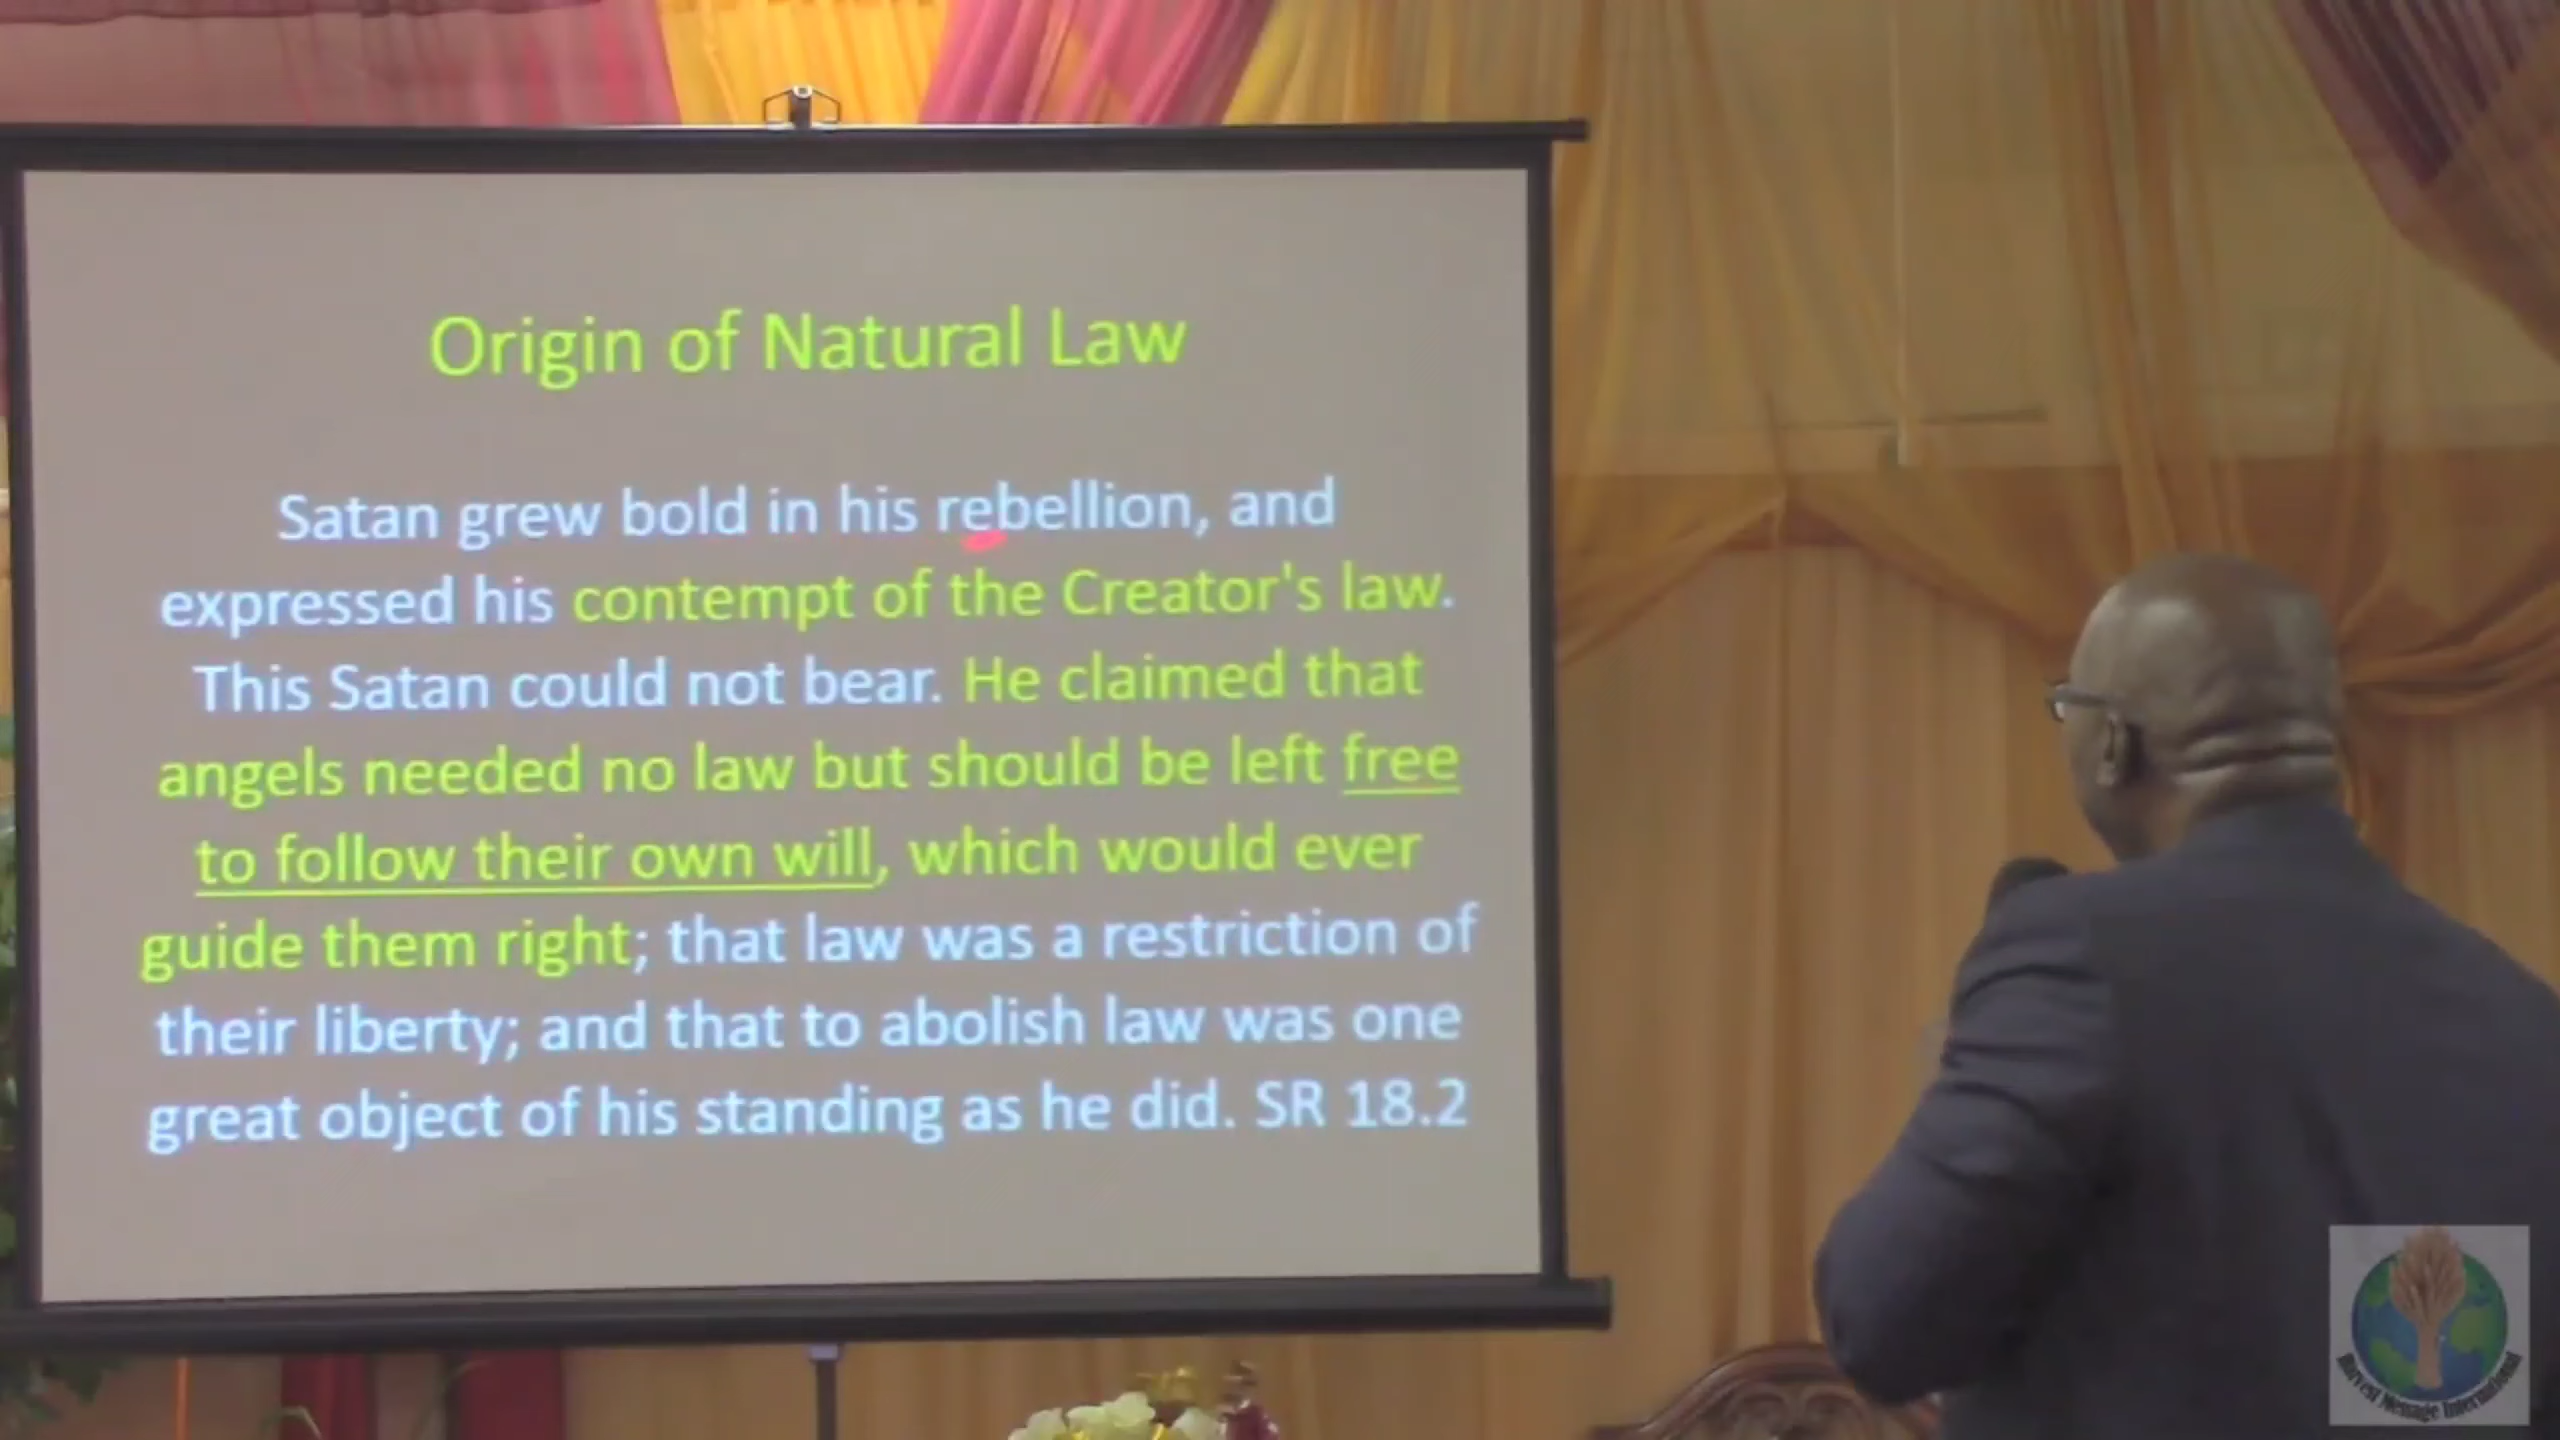 Origin of Natural Law
Satan grew bold in his rebellion, and
expressed his contempt of the Creator's law.
This Satan could not bear. He claimed that
angels needed no law but should be left free
to follow their own will, which would ever
guide them right; that law was a restriction of
their liberty; and that to abolish law was one
great object of his standing as he did. SR 18.2
Harvest Message International